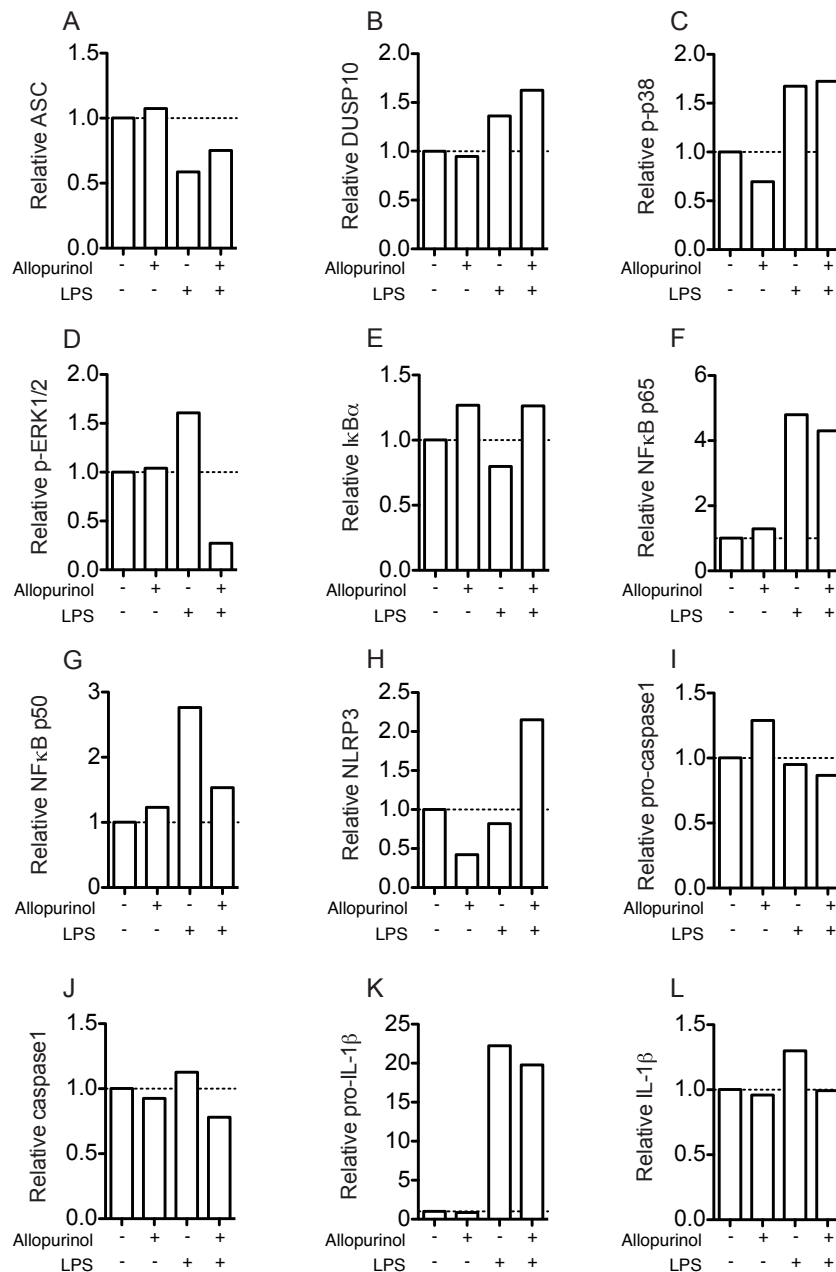 A
Relative ASC
1.5
1.0
0.5
0.0
Allopurinol - + - +
LPS - - + +
B
Relative DUSP10
2.0
1.5
1.0
0.5
0.0
- + - +
- - + +
C
Relative p-p38
2.0
1.5
1.0
0.5
0.0
- + - +
- - + +
D
Relative p-ERK1/2
2.0
1.5
1.0
0.5
0.0
Allopurinol - + - +
LPS - - + +
E
Relative IκBα
1.5
1.0
0.5
0.0
Allopurinol - + - +
LPS - - + +
F
Relative NFκB p65
6
4
2
0
Allopurinol - + - +
LPS - - + +
G
Relative NFκB p50
3
2
1
0
Allopurinol - + - +
LPS - - + +
H
Relative NLRP3
2.5
2.0
1.5
1.0
0.5
0.0
Allopurinol - + - +
LPS - - + +
I
Relative pro-caspase1
1.5
1.0
0.5
0.0
Allopurinol - + - +
LPS - - + +
J
Relative caspase1
1.5
1.0
0.5
0.0
Allopurinol - + - +
LPS - - + +
K
Relative pro-IL-1β
25
20
15
10
5
0
Allopurinol - + - +
LPS - - + +
L
Relative IL-1β
1.5
1.0
0.5
0.0
Allopurinol - + - +
LPS - - + +